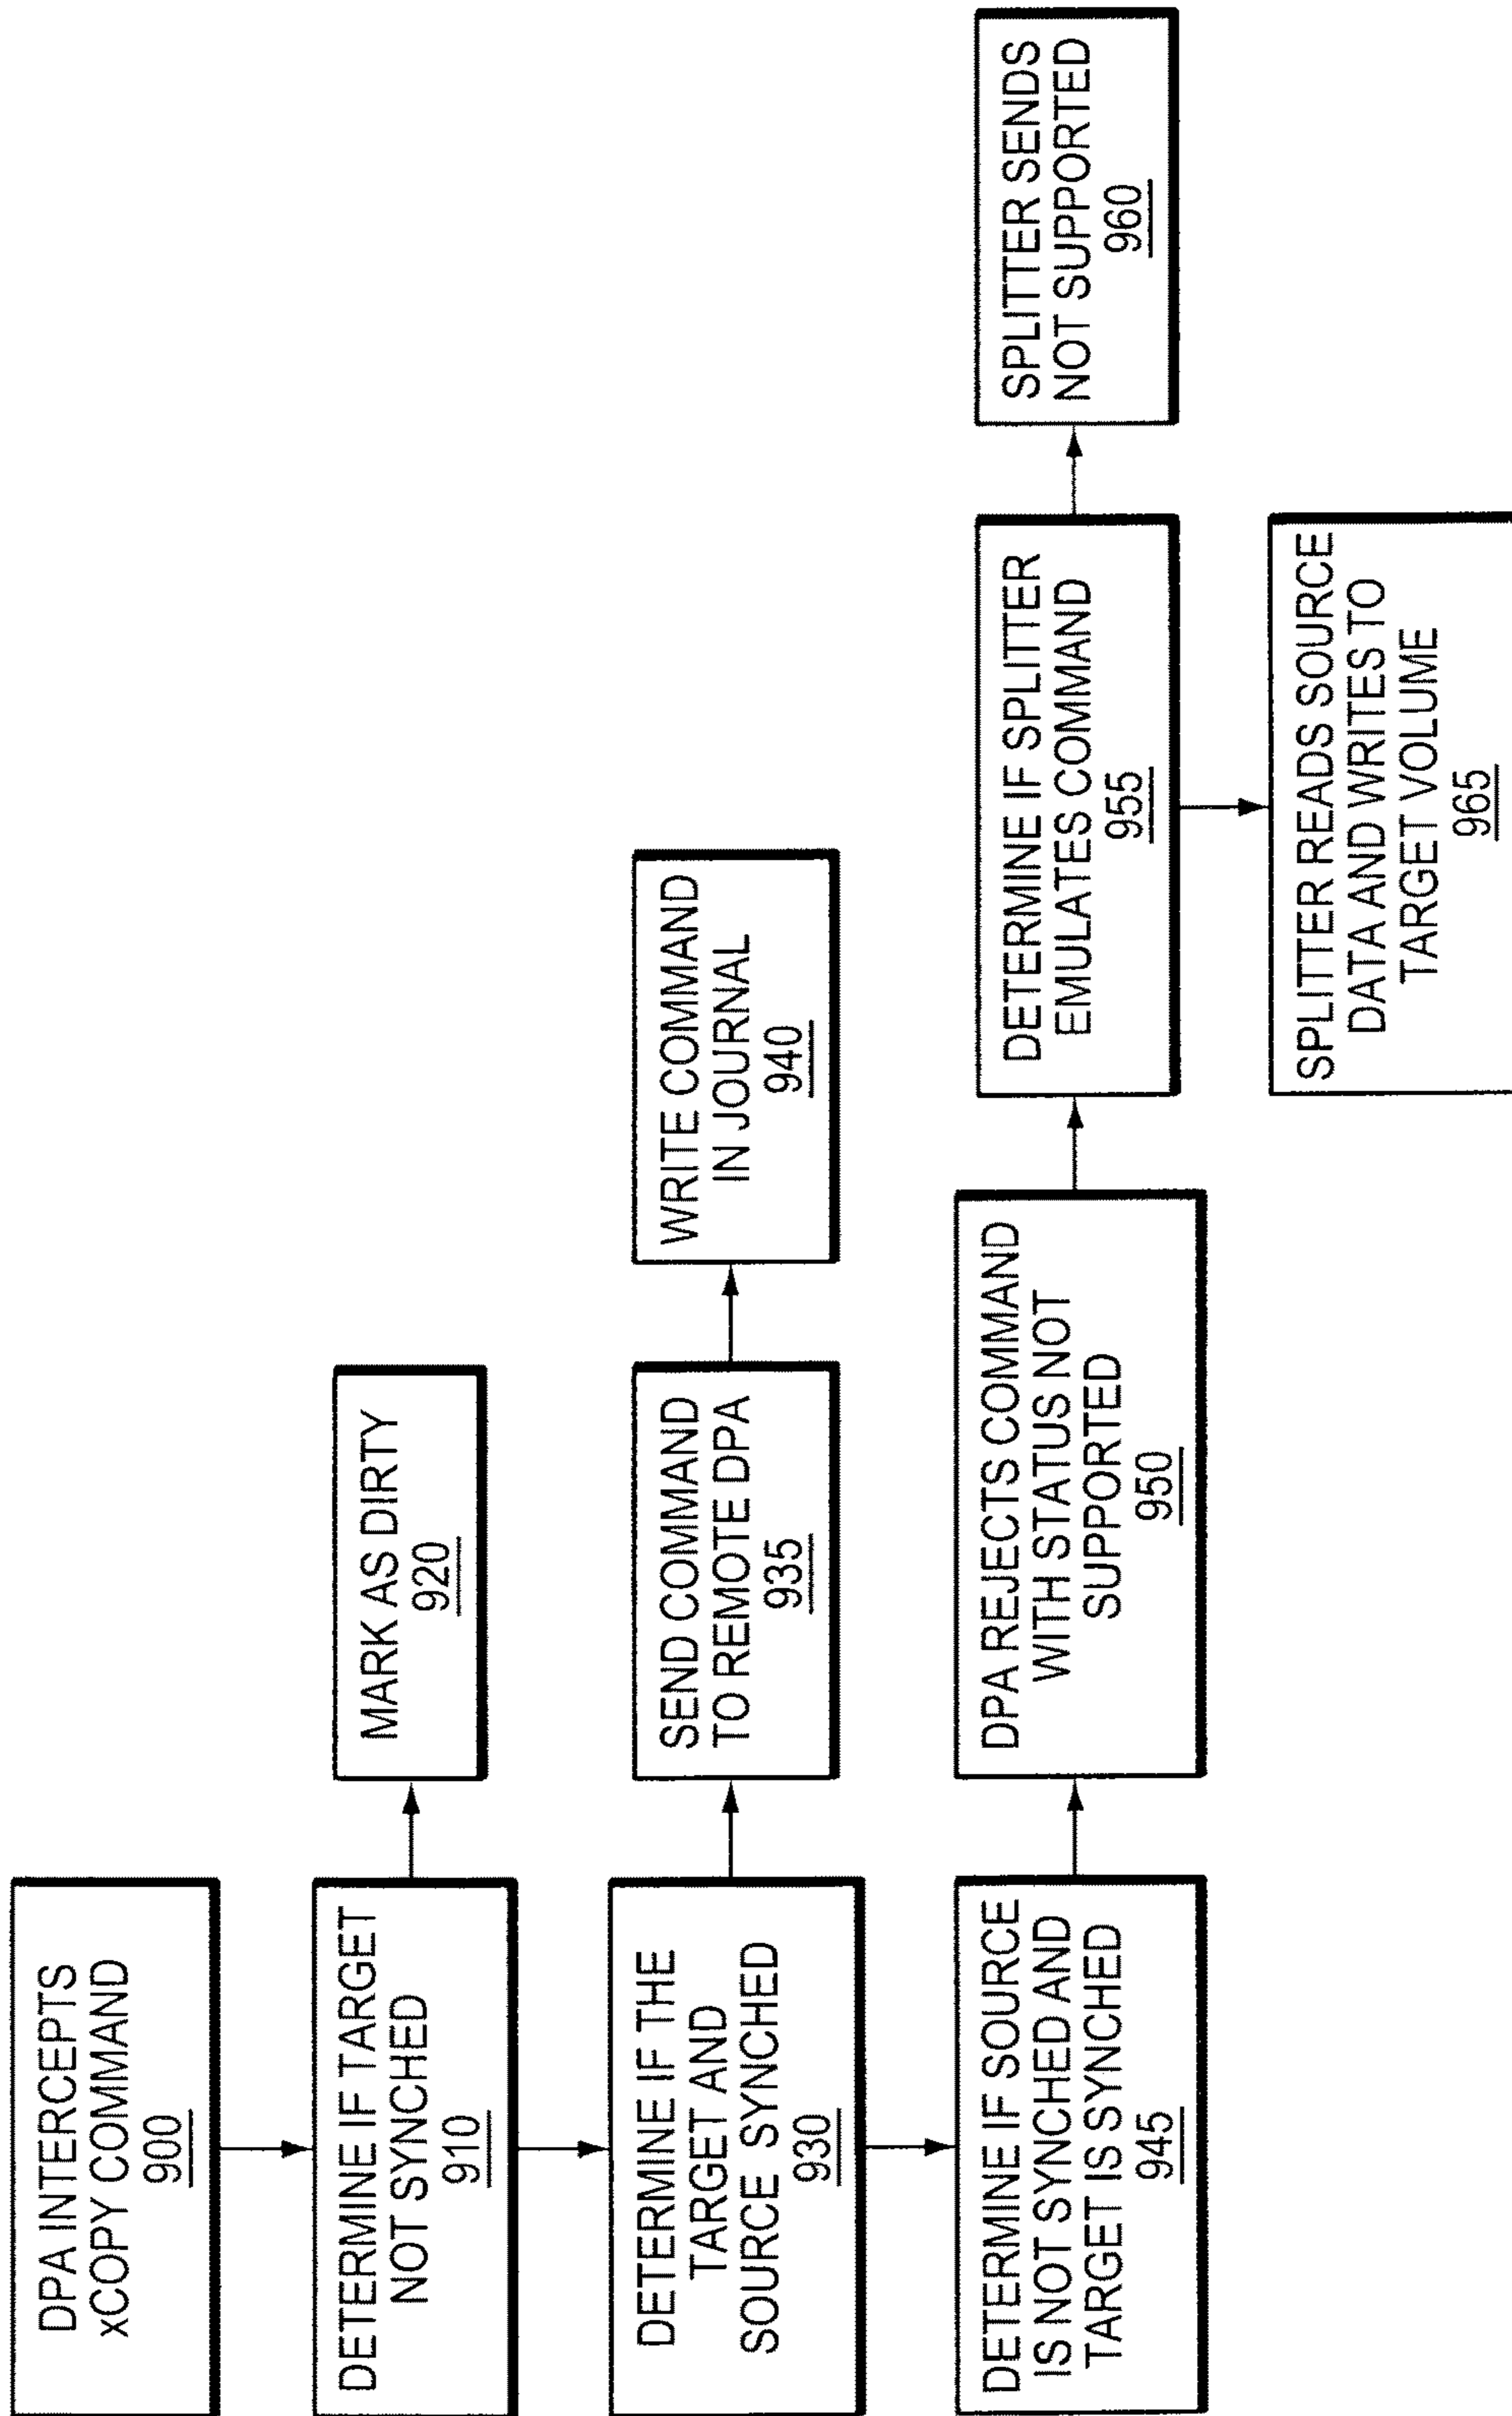 DPA INTERCEPTS
xCOPY COMMAND
900
DETERMINE IF TARGET
NOT SYNCHED
910
MARK AS DIRTY
920
DETERMINE IF THE
TARGET AND
SOURCE SYNCHED
930
SEND COMMAND
TO REMOTE DPA
935
WRITE COMMAND
IN JOURNAL
940
DETERMINE IF SOURCE
IS NOT SYNCHED AND
TARGET IS SYNCHED
945
DPA REJECTS COMMAND
WITH STATUS NOT
SUPPORTED
950
DETERMINE IF SPLITTER
EMULATES COMMAND
955
SPLITTER SENDS
NOT SUPPORTED
960
SPLITTER READS SOURCE
DATA AND WRITES TO
TARGET VOLUME
965